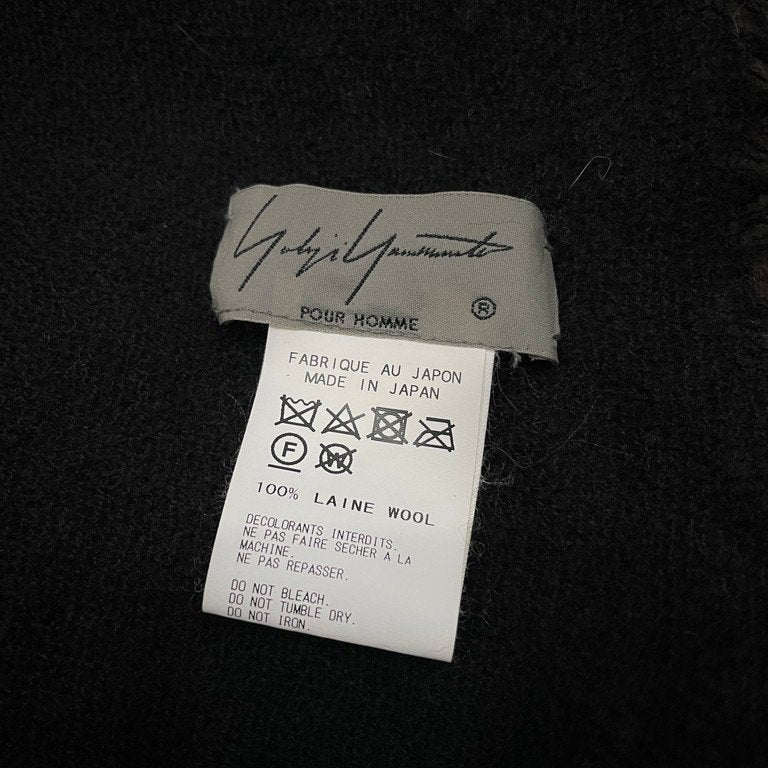 Yohji Yamamoto
POUR HOMME ®
FABRIQUE AU JAPON
MADE IN JAPAN
F W
100% LAINE WOOL
DECOLORANTS INTERDITS.
NE PAS FAIRE SECHER A LA
MACHINE.
NE PAS REPASSER.
DO NOT BLEACH.
DO NOT TUMBLE DRY.
DO NOT IRON.